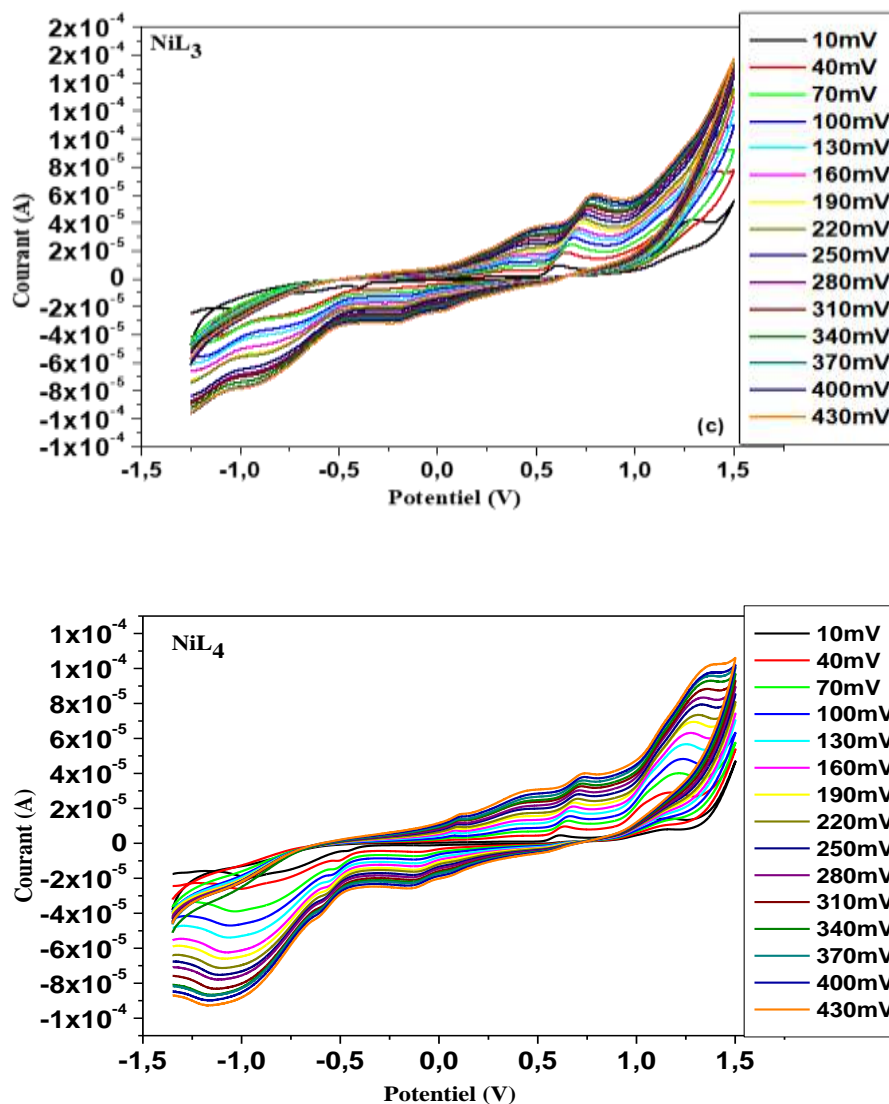 NiL3
2x10-4
2x10-4
1x10-4
1x10-4
1x10-4
8x10-5
6x10-5
4x10-5
2x10-5
0
-2x10-5
-4x10-5
-6x10-5
-8x10-5
-1x10-4
-1x10-4
Courant (A)
-1,5 -1,0 -0,5 0,0 0,5 1,0 1,5
Potentiel (V)
(c)
10mV
40mV
70mV
100mV
130mV
160mV
190mV
220mV
250mV
280mV
310mV
340mV
370mV
400mV
430mV
NiL4
1x10-4
1x10-4
8x10-5
6x10-5
4x10-5
2x10-5
0
-2x10-5
-4x10-5
-6x10-5
-8x10-5
-1x10-4
Courant (A)
-1,5 -1,0 -0,5 0,0 0,5 1,0 1,5
Potentiel (V)
10mV
40mV
70mV
100mV
130mV
160mV
190mV
220mV
250mV
280mV
310mV
340mV
370mV
400mV
430mV